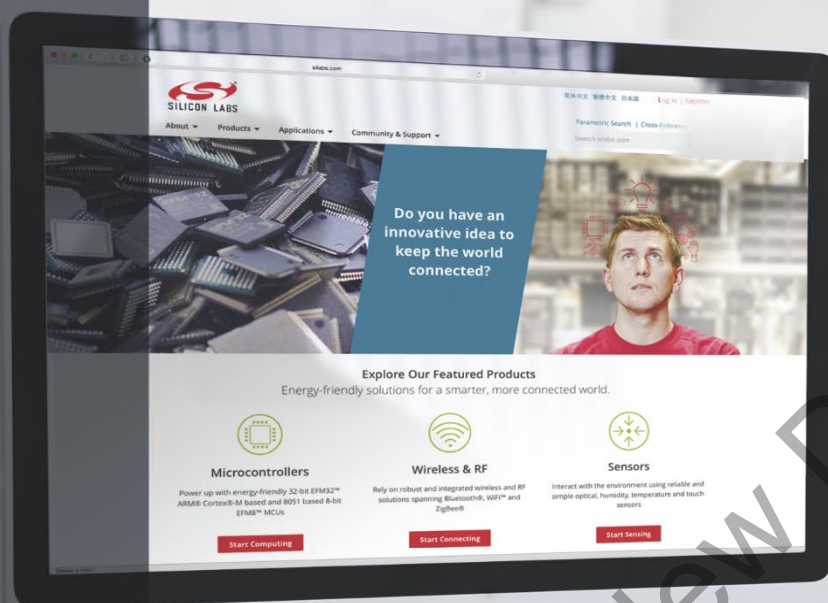 silabs.com
SILICON LABS
简体中文 繁體中文 日本語 Log In | Register
About Products Applications Community & Support
Parametric Search | Cross-Reference
Search silabs.com
Do you have an
innovative idea to
keep the world
connected?
Explore Our Featured Products
Energy-friendly solutions for a smarter, more connected world.
Microcontrollers
Power up with energy-friendly 32-bit EFM32™
ARM® Cortex®-M based and 8051 based 8-bit
EFM8™ MCUs
Start Computing
Wireless & RF
Rely on robust and integrated wireless and RF
solutions spanning Bluetooth®, WiFi™ and
ZigBee®
Start Connecting
Sensors
Interact with the environment using reliable and
simple optical, humidity, temperature and touch
sensors
Start Sensing